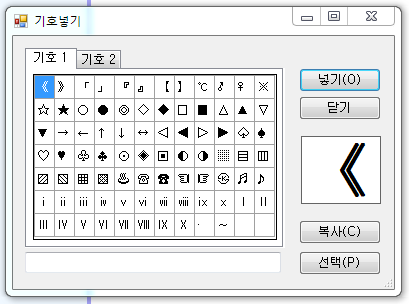 기호넣기
기호 1 기호 2
《 》 「 」 『 』 【 】 ℃ ♂ ♀ ※
☆ ★ ○ ● ◎ ◇ ◆ □ ■ △ ▲ ▽
▼ → ← ↑ ↓ ↔ ◁ ◀ ▷ ▶ ♤ ♠
♡ ♥ ♧ ♣ ⊙ ◈ ▣ ◐ ◑ ▒ ▤ ▥
▨ ▧ ▦ ▩ ♨ ☏ ☎ ☜ ☞ ㉿ ♬ ♪
ⅰ ⅱ ⅲ ⅳ ⅴ ⅵ ⅶ ⅷ ⅸ ⅹ Ⅰ Ⅱ
Ⅲ Ⅳ Ⅴ Ⅵ Ⅶ Ⅷ Ⅸ Ⅹ · ~
넣기(O)
닫기
《
복사(C)
선택(P)